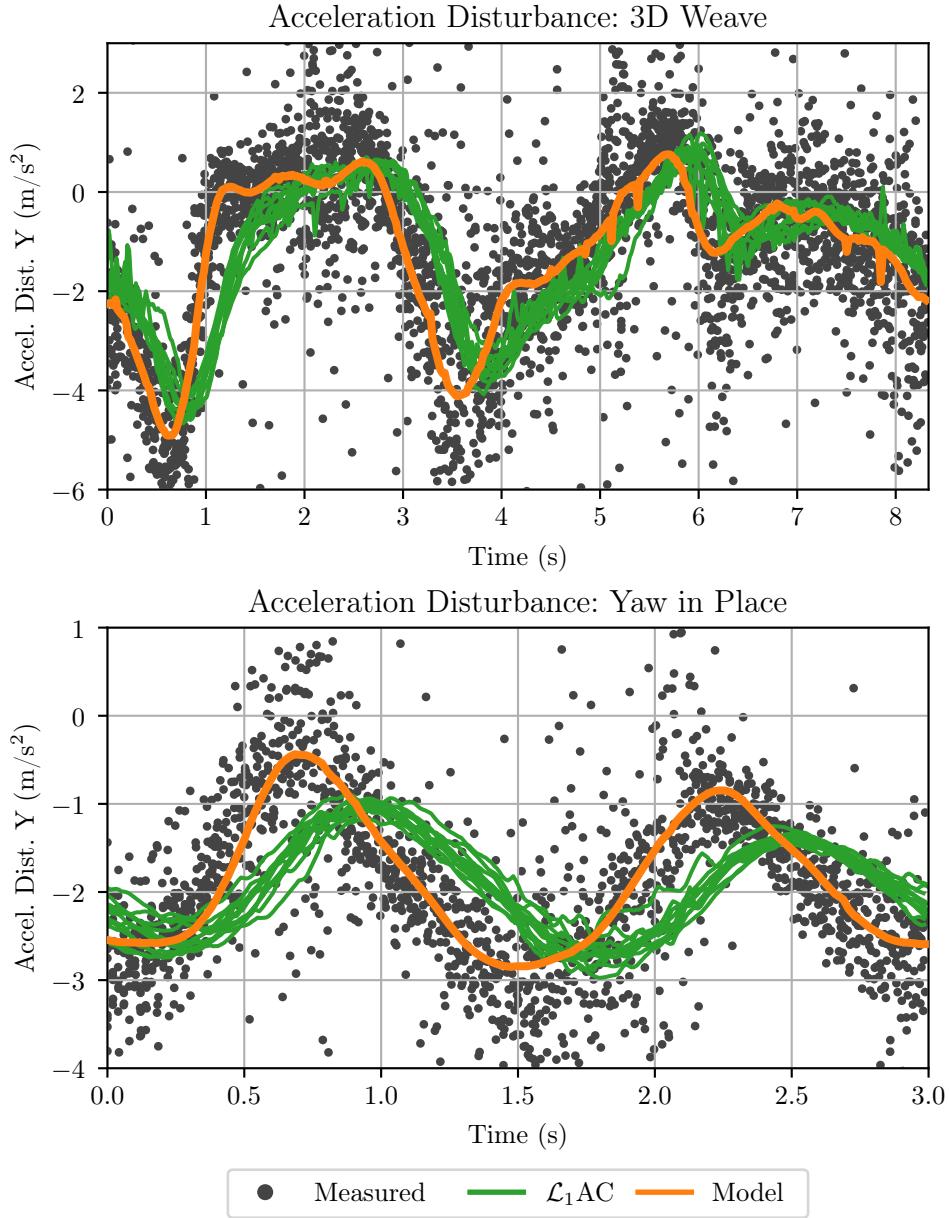 Acceleration Disturbance: 3D Weave
Accel. Dist. Y (m/s²)
2
0
−2
−4
−6
0 1 2 3 4 5 6 7 8
Time (s)
Acceleration Disturbance: Yaw in Place
Accel. Dist. Y (m/s²)
1
0
−1
−2
−3
−4
0.0 0.5 1.0 1.5 2.0 2.5 3.0
Time (s)
Measured ℒ₁AC Model